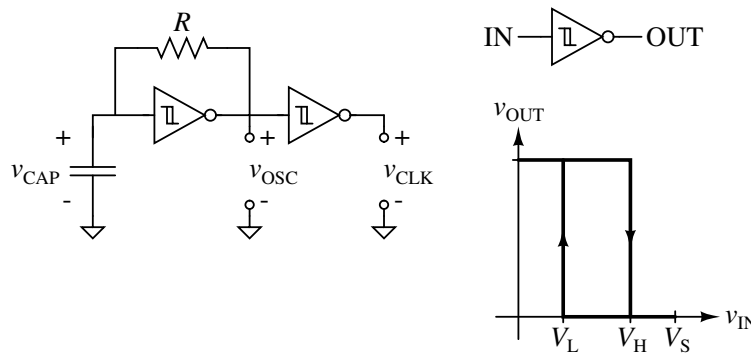 R
IN
OUT
+
v_CAP
-
+
v_OSC
-
+
v_CLK
-
v_OUT
v_IN
V_L
V_H
V_S